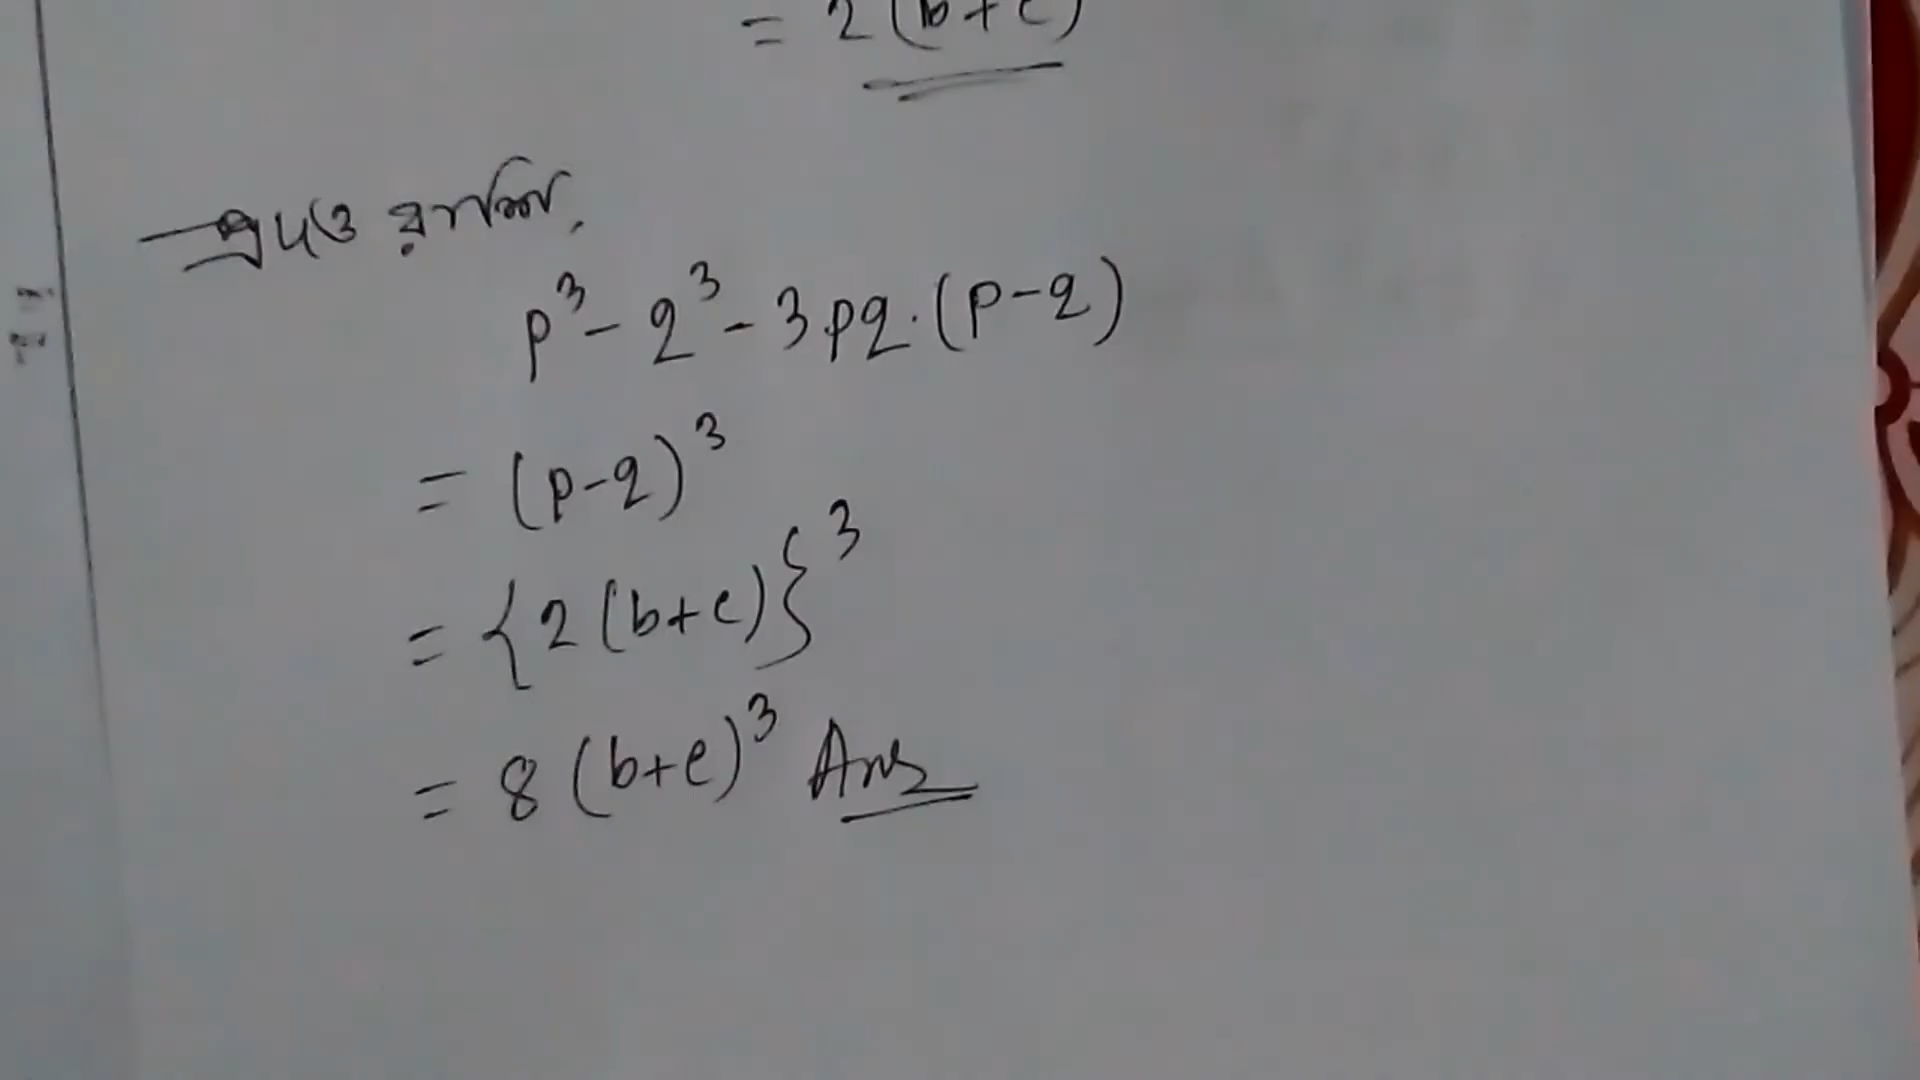 = 2 (b+c)
প্রদত্ত রাশি,
p³ - q³ - 3pq.(p-q)
= (p-q)³
= {2(b+c)}³
= 8(b+c)³ Ans